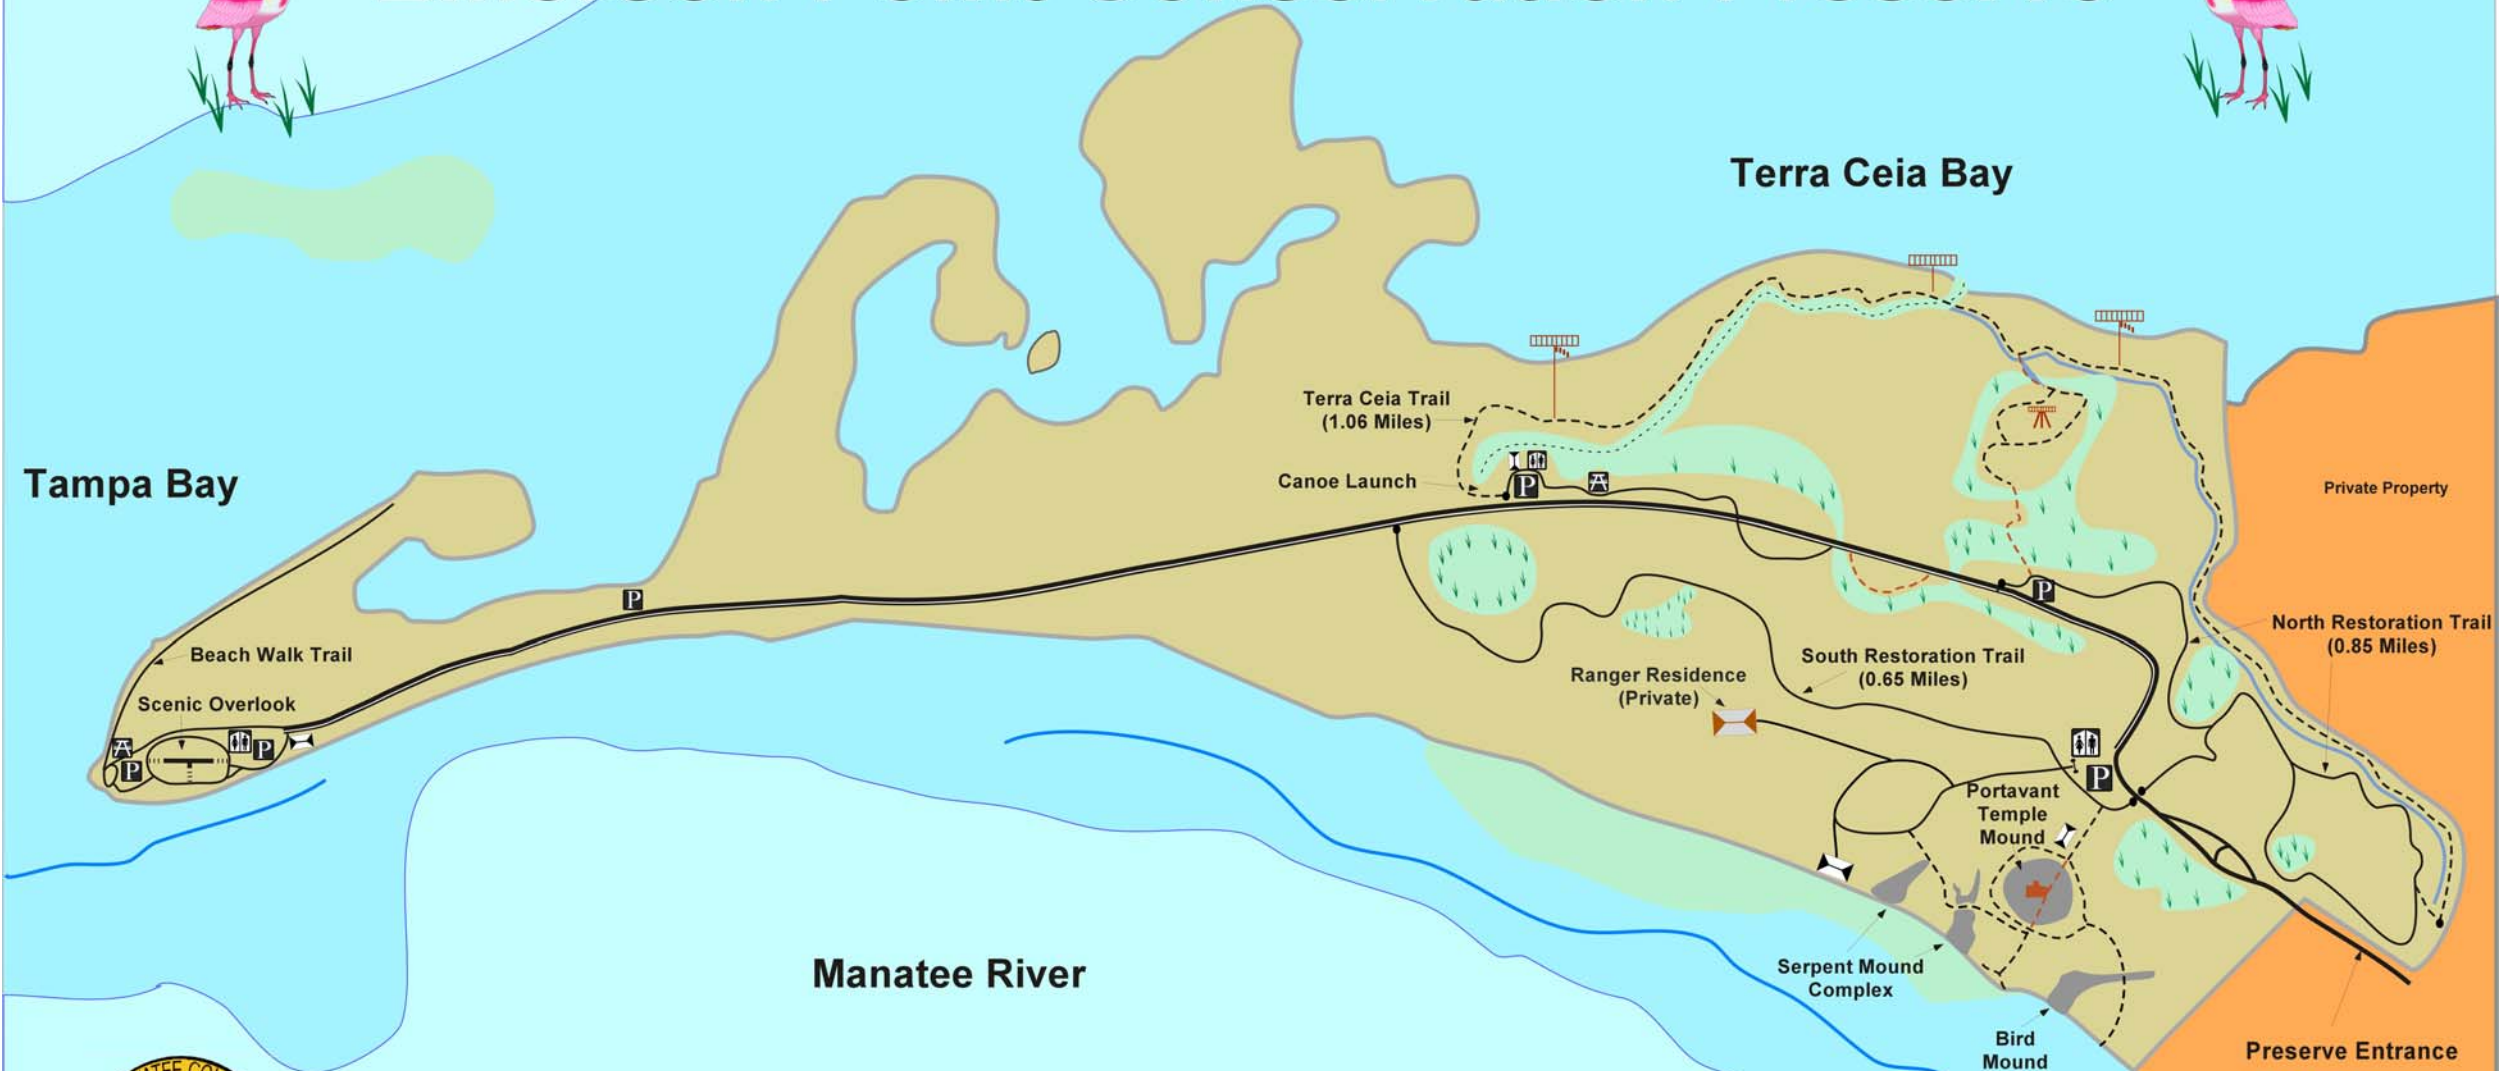 Terra Ceia Bay
Tampa Bay
Terra Ceia Trail
(1.06 Miles)
Canoe Launch
P
P
P
Private Property
North Restoration Trail
(0.85 Miles)
Beach Walk Trail
South Restoration Trail
(0.65 Miles)
Ranger Residence
(Private)
Scenic Overlook
P
P
P
Portavant
Temple
Mound
Manatee River
Serpent Mound
Complex
Bird
Mound
Preserve Entrance